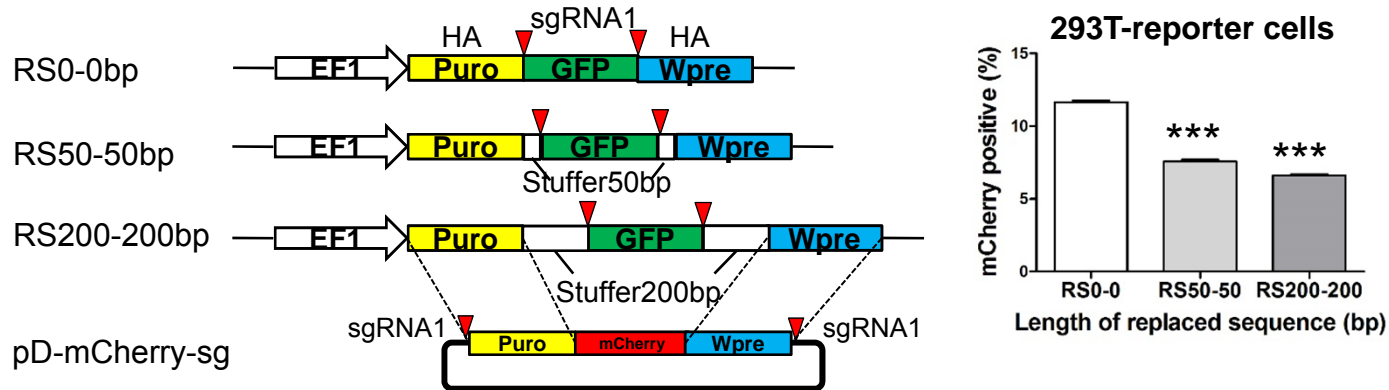 sgRNA1
HA HA
RS0-0bp EF1 Puro GFP Wpre
RS50-50bp EF1 Puro GFP Wpre
Stuffer50bp
RS200-200bp EF1 Puro GFP Wpre
Stuffer200bp
sgRNA1 sgRNA1
pD-mCherry-sg Puro mCherry Wpre
293T-reporter cells
mCherry positive (%)
15
10
5
0
***
***
RS0-0 RS50-50 RS200-200
Length of replaced sequence (bp)